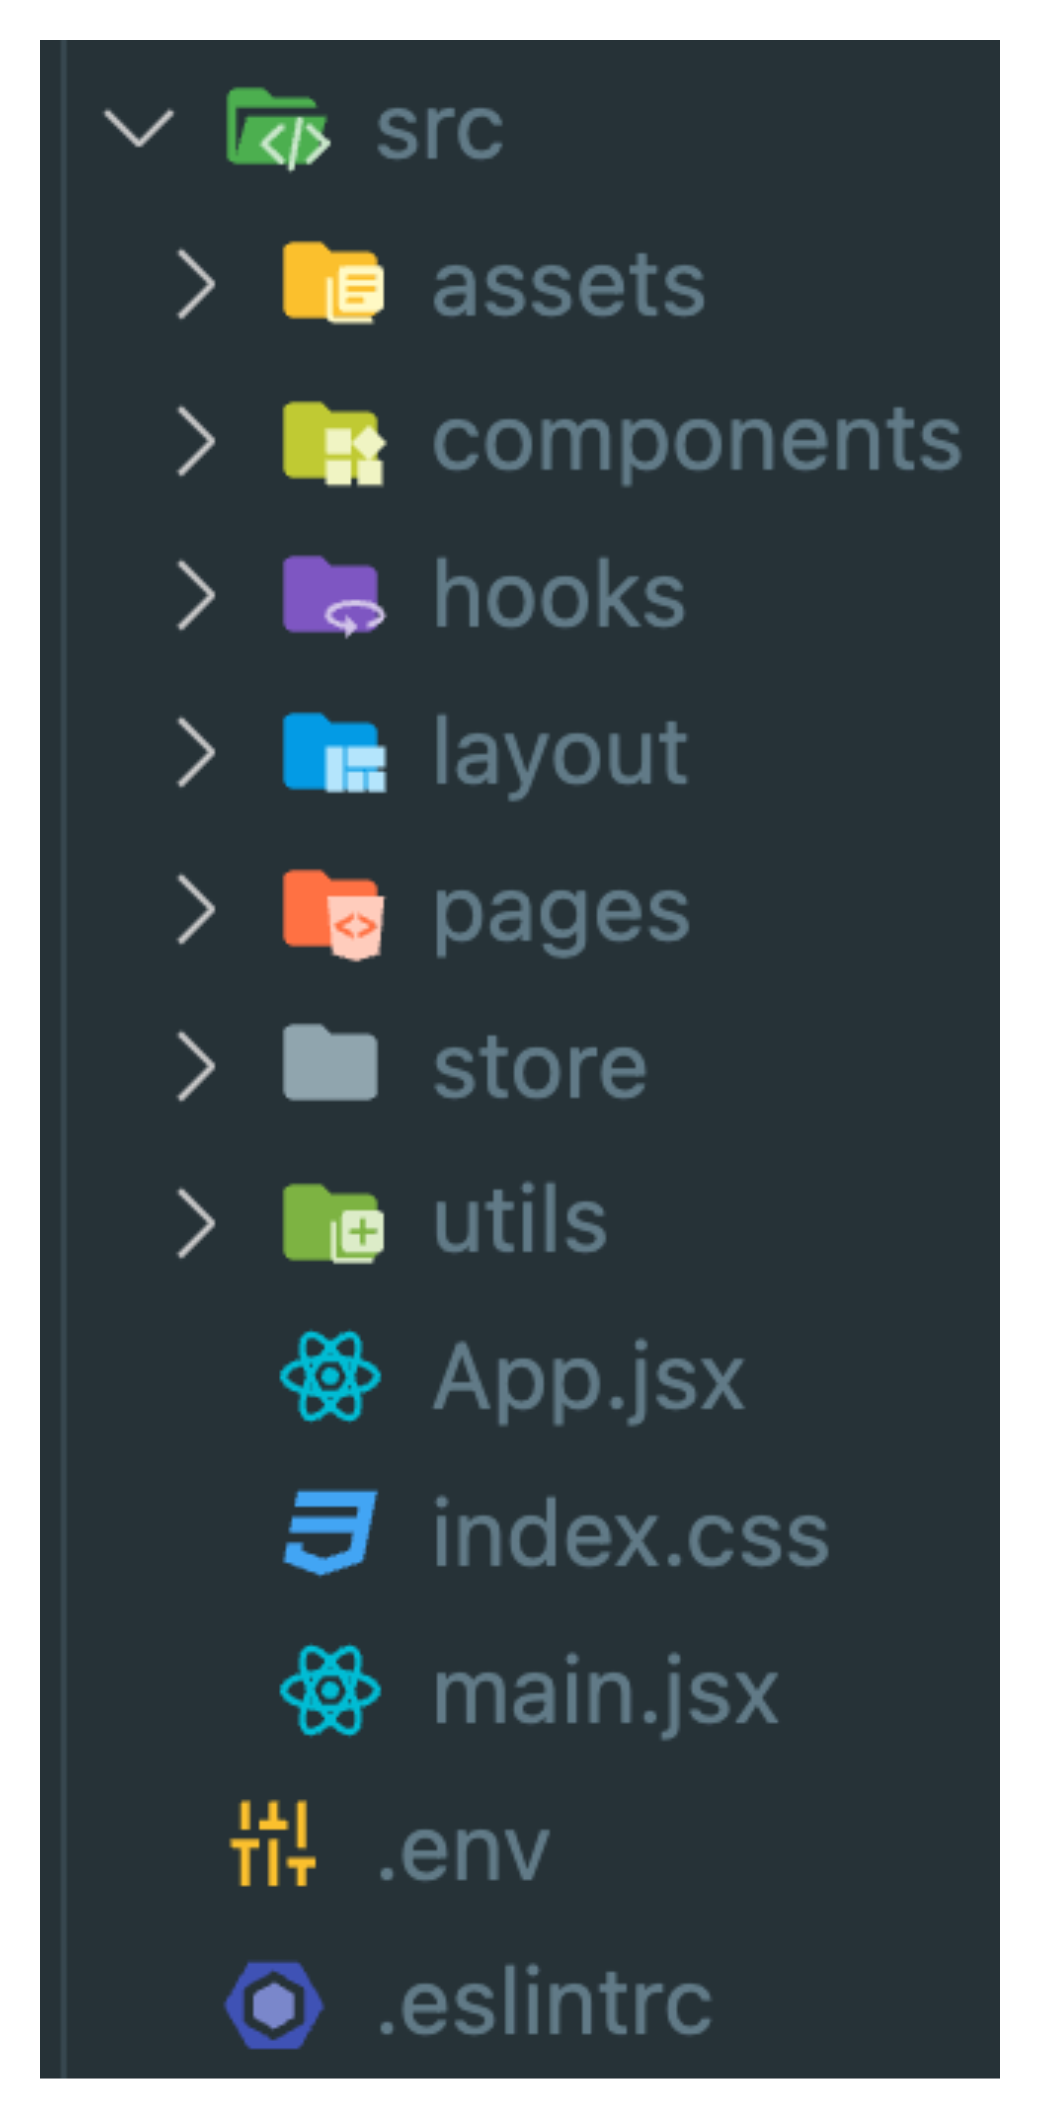 src
assets
components
hooks
layout
pages
store
utils
App.jsx
index.css
main.jsx
.env
.eslintrc